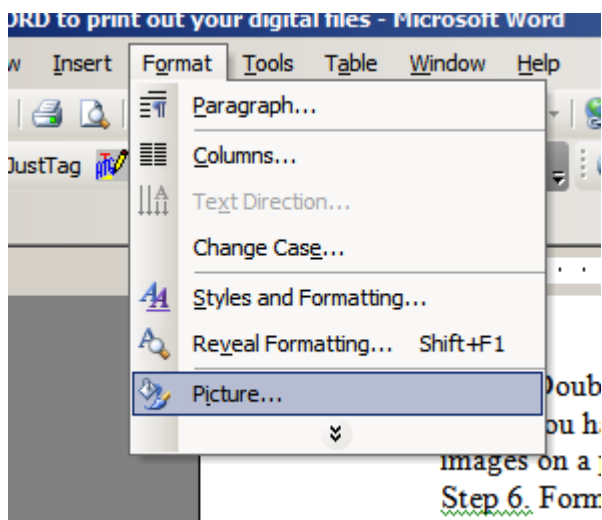 ORD to print out your digital files - Microsoft Word
w Insert Format Tools Table Window Help
Paragraph...
JustTag
Columns...
Text Direction...
Change Case...
Styles and Formatting...
Reveal Formatting... Shift+F1
Picture...
Doub
ou ha
images on a p
Step 6. Form